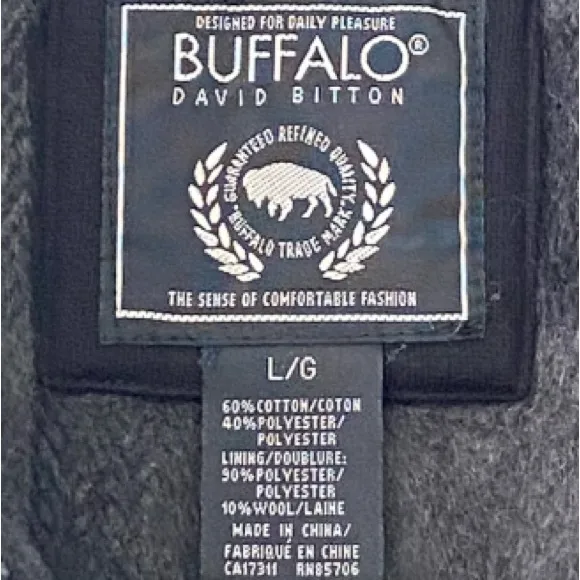 DESIGNED FOR DAILY PLEASURE
BUFFALO®
DAVID BITTON
GUARANTEED REFINED QUALITY
"BUFFALO TRADE MARK"
THE SENSE OF COMFORTABLE FASHION
L/G
60%COTTON/COTON
40%POLYESTER/
POLYESTER
LINING/DOUBLURE:
90%POLYESTER/
POLYESTER
10%WOOL/LAINE
MADE IN CHINA/
FABRIQUÉ EN CHINE
CA17311 RN85706